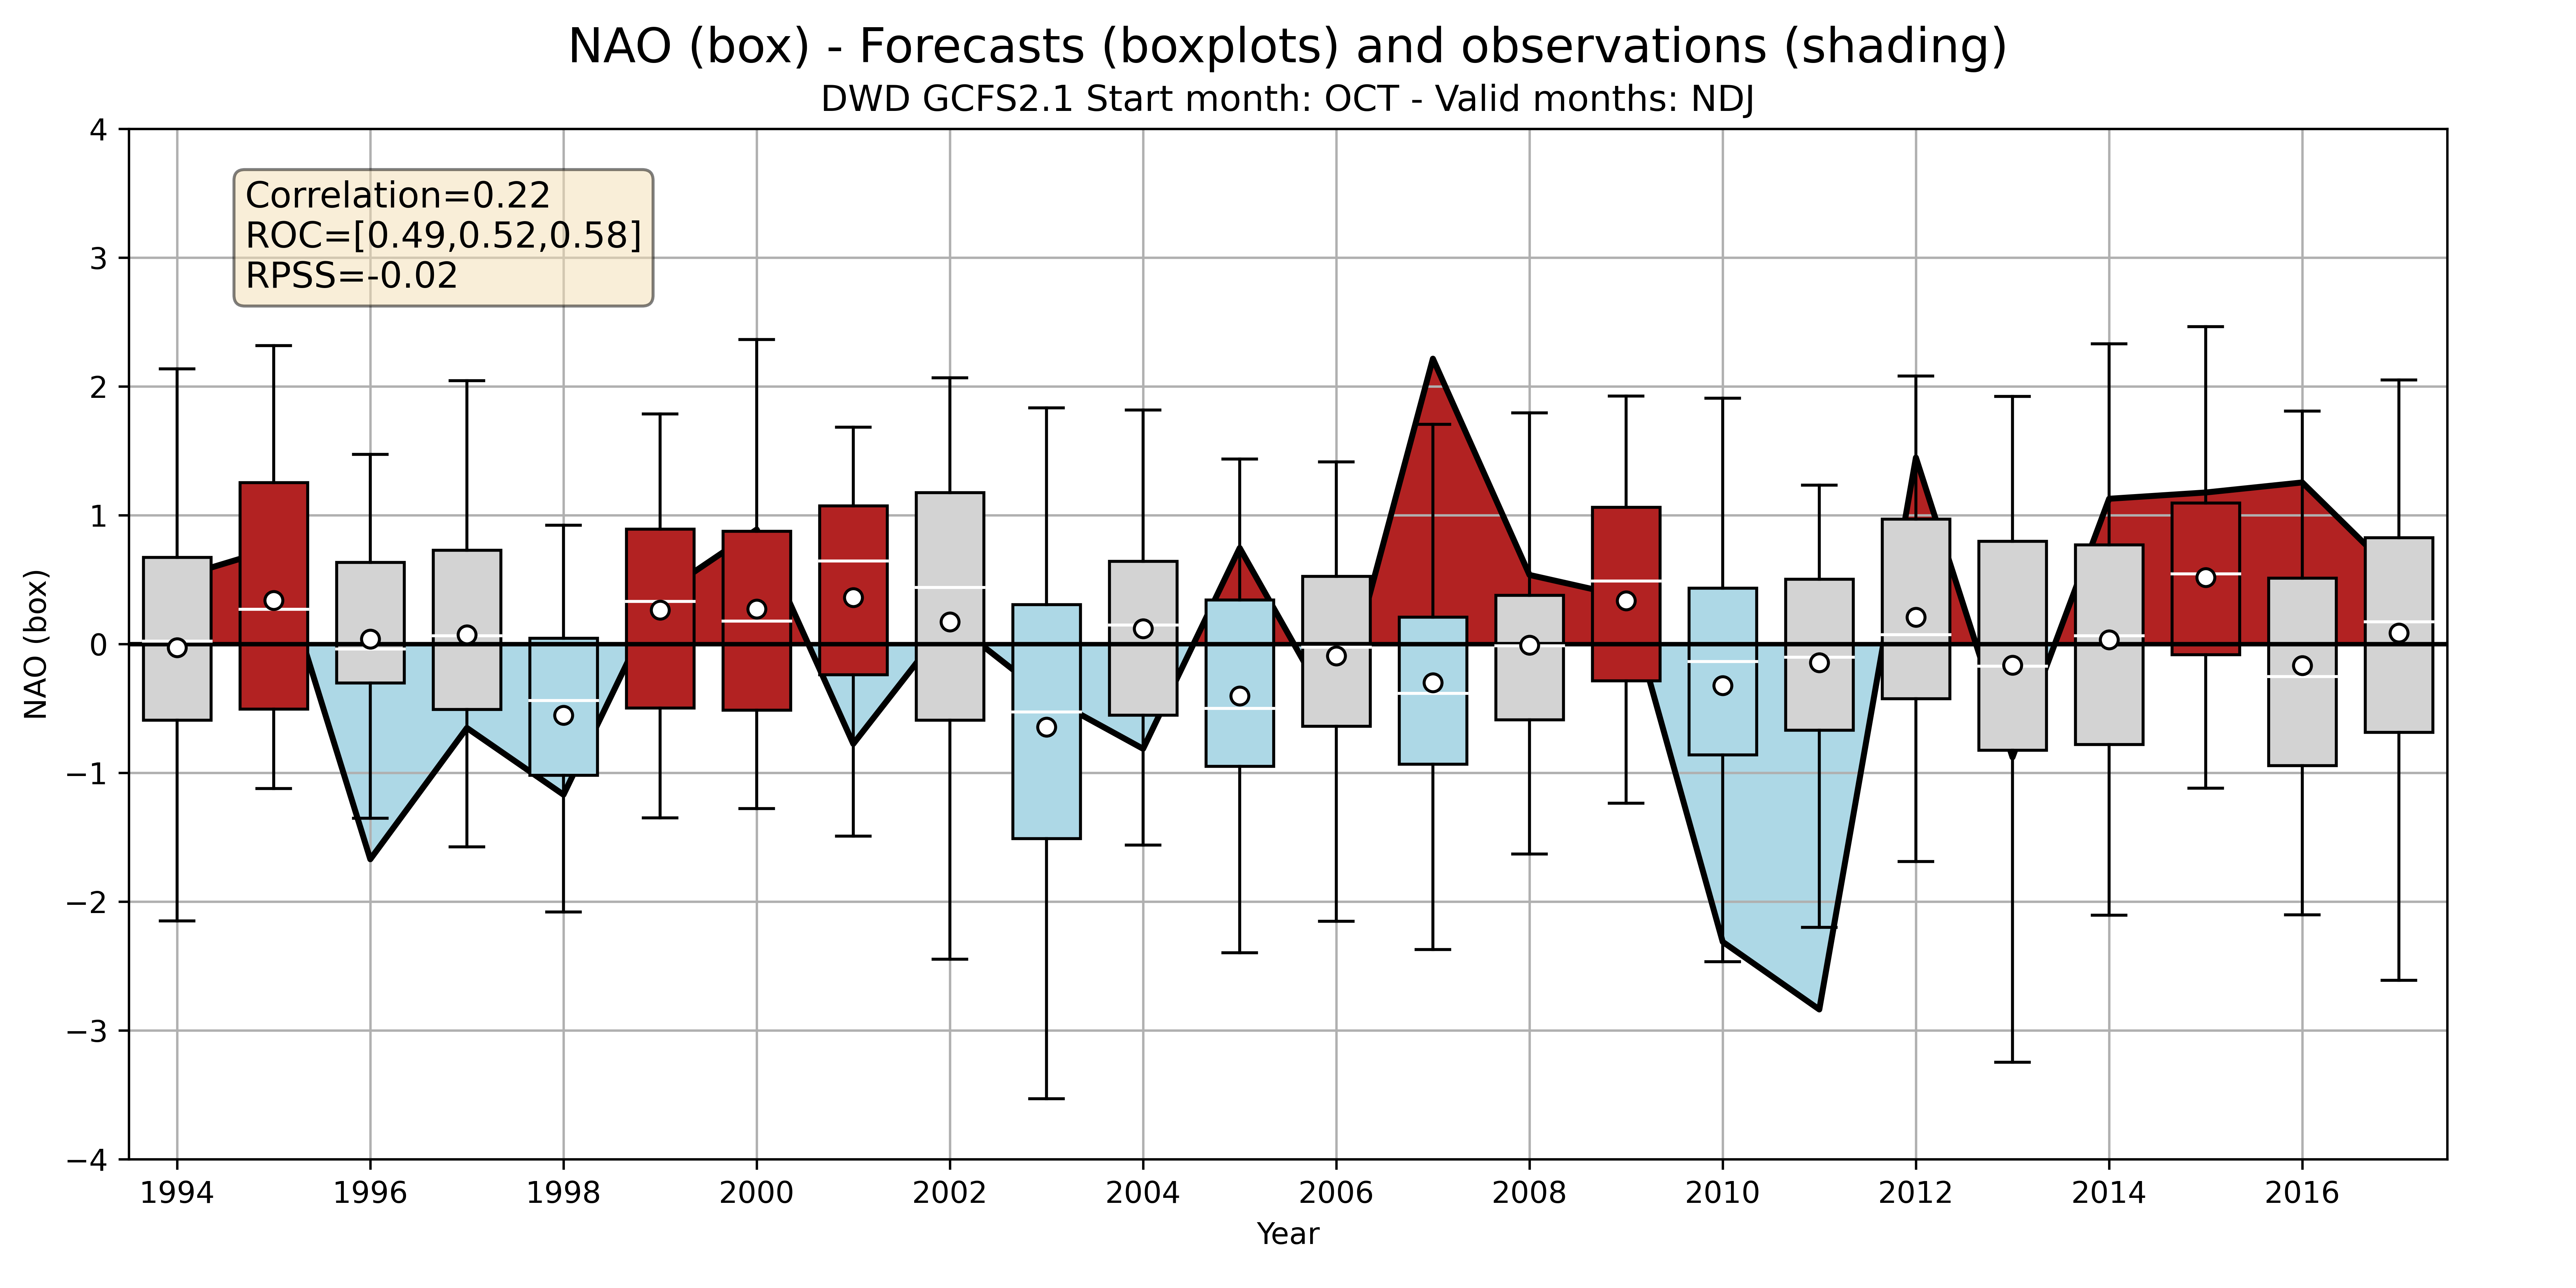 NAO (box) - Forecasts (boxplots) and observations (shading)
DWD GCFS2.1 Start month: OCT - Valid months: NDJ
Correlation=0.22
ROC=[0.49,0.52,0.58]
RPSS=-0.02
NAO (box)
4
3
2
1
0
−1
−2
−3
−4
1994 1996 1998 2000 2002 2004 2006 2008 2010 2012 2014 2016
Year